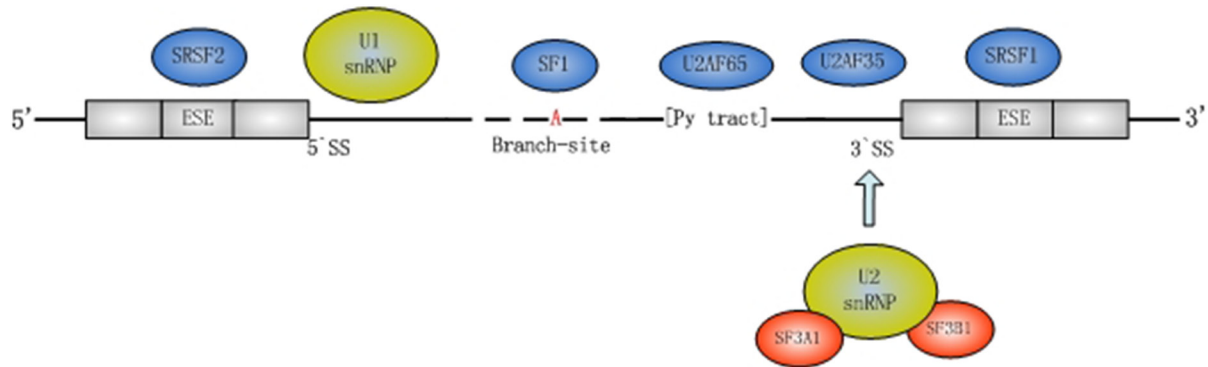 SRSF2
U1
snRNP
SF1
U2AF65
U2AF35
SRSF1
5'
ESE
A
[Py tract]
ESE
3'
5`SS
Branch-site
3`SS
U2
snRNP
SF3A1
SF3B1